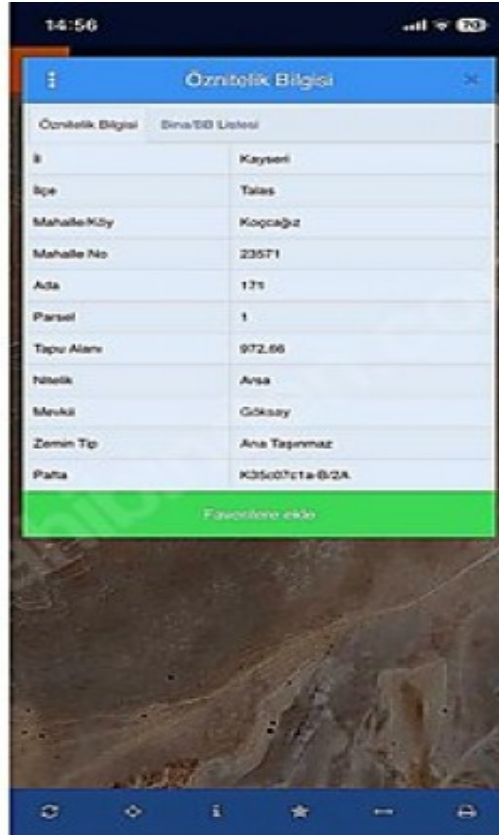 14:56
70
Öznitelik Bilgisi
Öznitelik Bilgisi Bina/BB Listesi
İl Kayseri
İlçe Talas
Mahalle/Köy Koçcağız
Mahalle No 23571
Ada 171
Parsel 1
Tapu Alanı 972,66
Nitelik Arsa
Mevkii Göksay
Zemin Tip Ana Taşınmaz
Pafta K35c07c1a-B/2A
Favorilere ekle